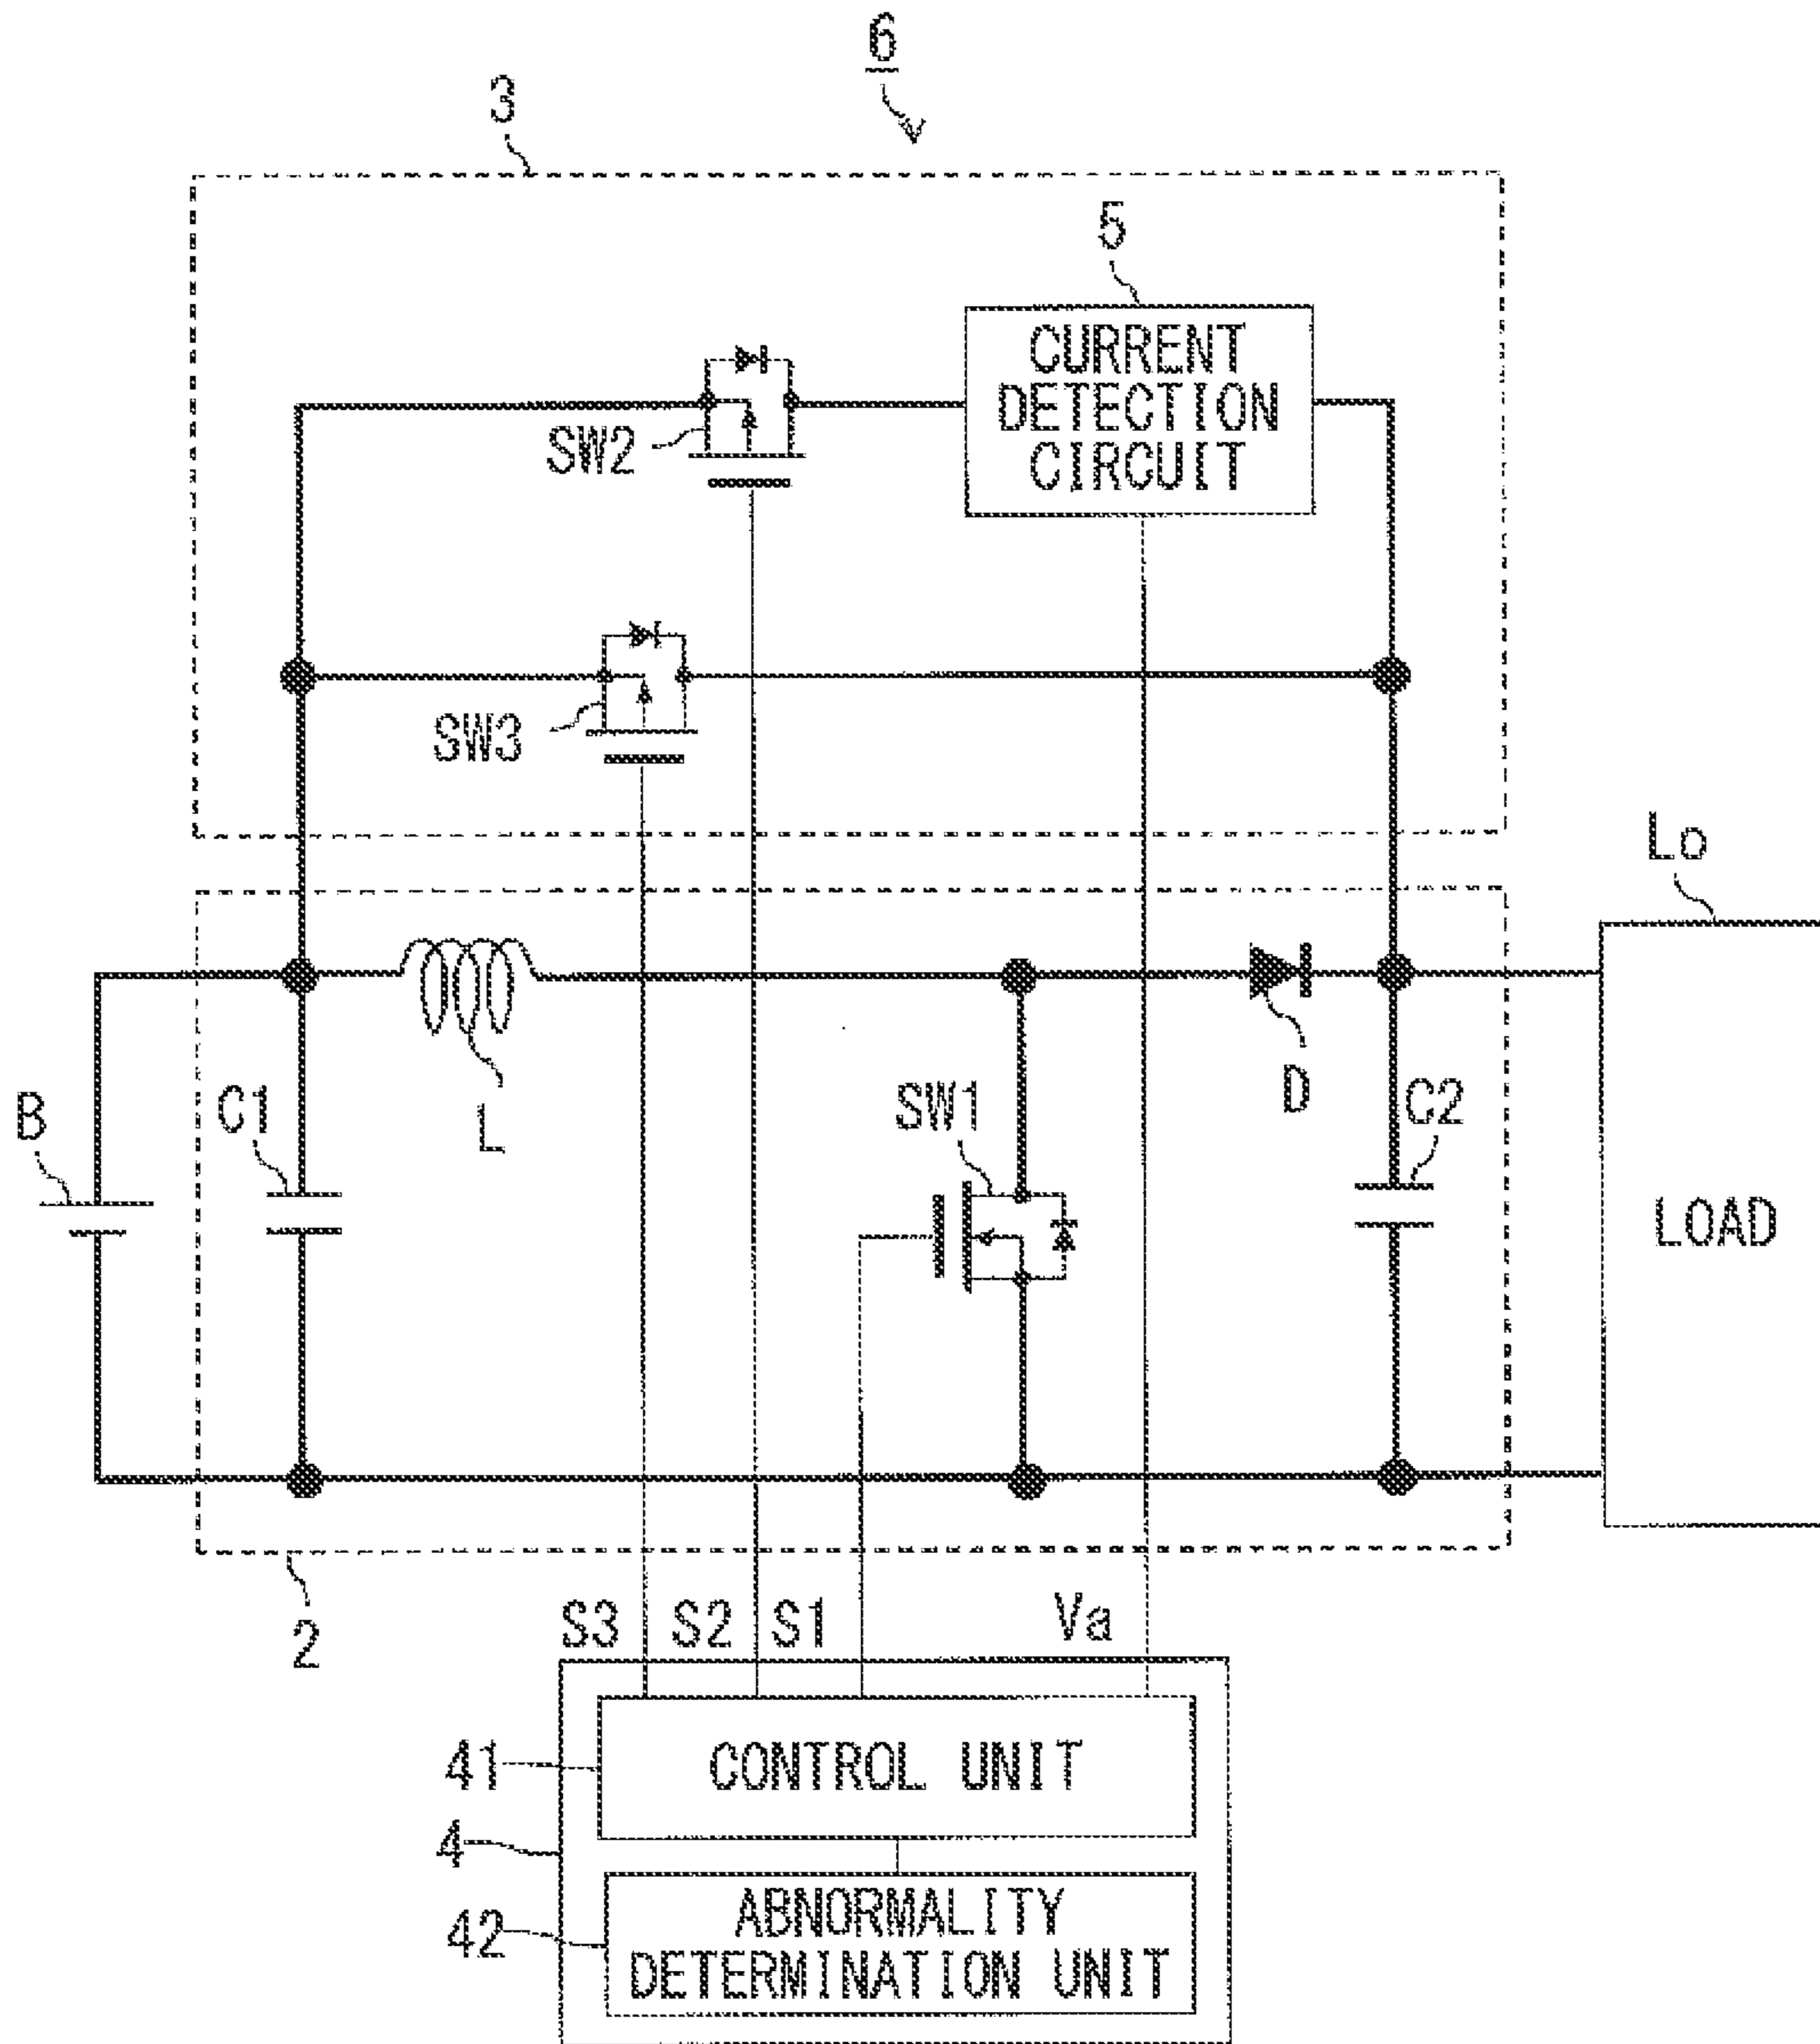 6
3
5
CURRENT
DETECTION
CIRCUIT
SW2
SW3
Lo
B
C1
L
SW1
D
C2
LOAD
2
S3
S2
S1
Va
41
CONTROL UNIT
4
42
ABNORMALITY
DETERMINATION UNIT